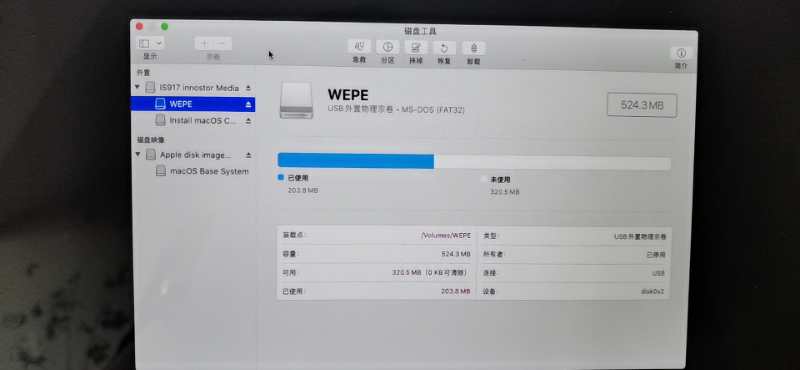 磁盘工具
显示
宗卷
急救
分区
抹掉
恢复
卸载
简介
外置
IS917 innostor Media
WEPE
Install macOS C...
磁盘映像
Apple disk image...
macOS Base System
WEPE
USB 外置物理宗卷 • MS-DOS (FAT32)
524.3 MB
已使用
203.8 MB
未使用
320.5 MB
装载点: /Volumes/WEPE
类型: USB 外置物理宗卷
容量: 524.3 MB
所有者: 已停用
可用: 320.5 MB (0 KB 可清除)
连接: USB
已使用: 203.8 MB
设备: disk0s2